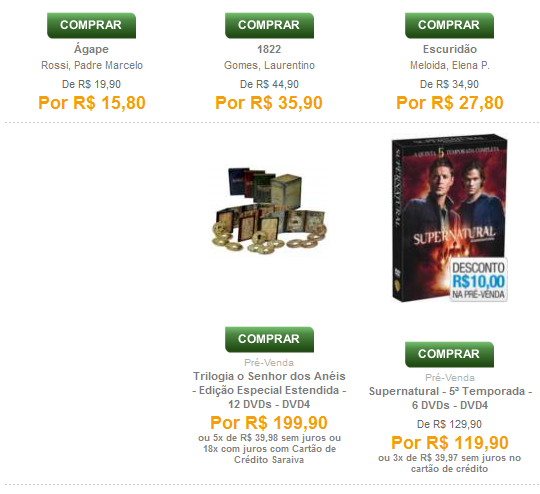 COMPRAR
Ágape
Rossi, Padre Marcelo
De R$ 19,90
Por R$ 15,80
COMPRAR
1822
Gomes, Laurentino
De R$ 44,90
Por R$ 35,90
COMPRAR
Escuridão
Meloida, Elena P.
De R$ 34,90
Por R$ 27,80
COMPRAR
Pré-Venda
Trilogia o Senhor dos Anéis
- Edição Especial Estendida -
12 DVDs - DVD4
Por R$ 199,90
ou 5x de R$ 39,98 sem juros ou
18x com juros com Cartão de
Crédito Saraiva
A QUINTA 5 TEMPORADA COMPLETA
SUPERNATURAL
SUPERNATURAL
DESCONTO
R$10,00
NA PRÉ-VENDA
COMPRAR
Pré-Venda
Supernatural - 5ª Temporada -
6 DVDs - DVD4
De R$ 129,90
Por R$ 119,90
ou 3x de R$ 39,97 sem juros no
cartão de crédito